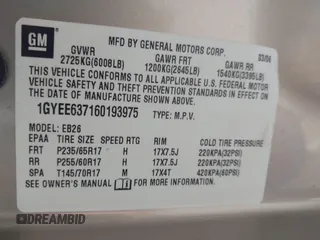 GM
MFD BY GENERAL MOTORS CORP.
03/06
GVWR GAWR FRT GAWR RR
2725KG(6008LB) 1200KG(2645LB) 1540KG(3395LB)
THIS VEHICLE CONFORMS TO ALL APPLICABLE U.S. FEDERAL
VEHICLE SAFETY, BUMPER, AND THEFT PREVENTION STANDARDS IN EFFECT
ON THE DATE OF MANUFACTURE SHOWN ABOVE.
1GYEE637160193975 TYPE: M.P.V.
MODEL: EB26
EPAA TIRE SIZE SPEED RTG RIM COLD TIRE PRESSURE
FRT P235/65R17 H 17X7.5J 220KPA(32PSI)
RR P255/60R17 H 17X7.5J 220KPA(32PSI)
SPA T145/70R17 M 17X4T 420KPA(60PSI)
SEE OWNER'S MANUAL FOR ADDITIONAL INFORMATION.
DREAMBID